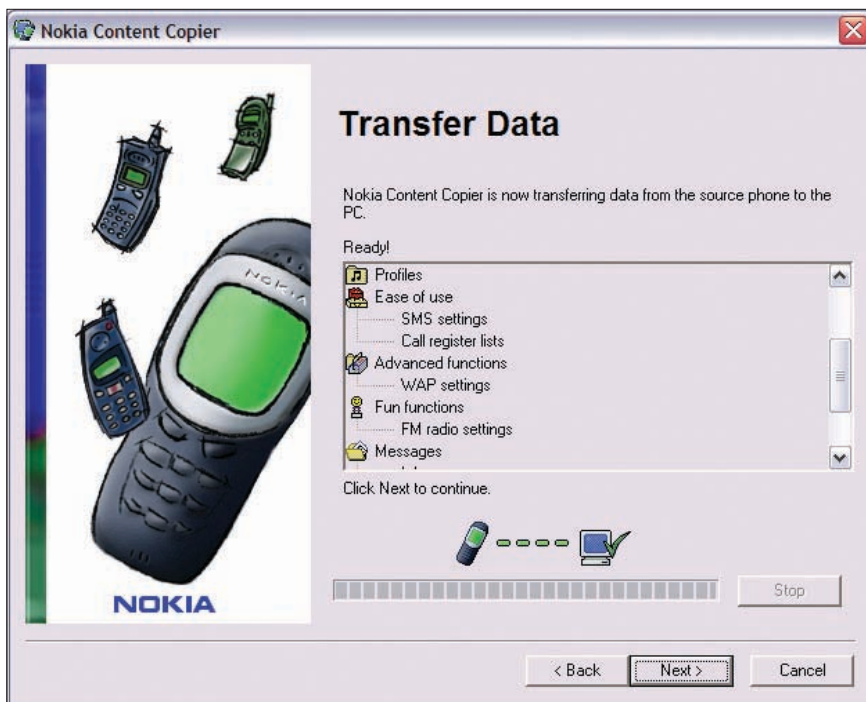 Nokia Content Copier
Transfer Data
Nokia Content Copier is now transferring data from the source phone to the
PC.
Ready!
Profiles
Ease of use
SMS settings
Call register lists
Advanced functions
WAP settings
Fun functions
FM radio settings
Messages
Click Next to continue.
NOKIA
NOKIA
Stop
< Back
Next >
Cancel